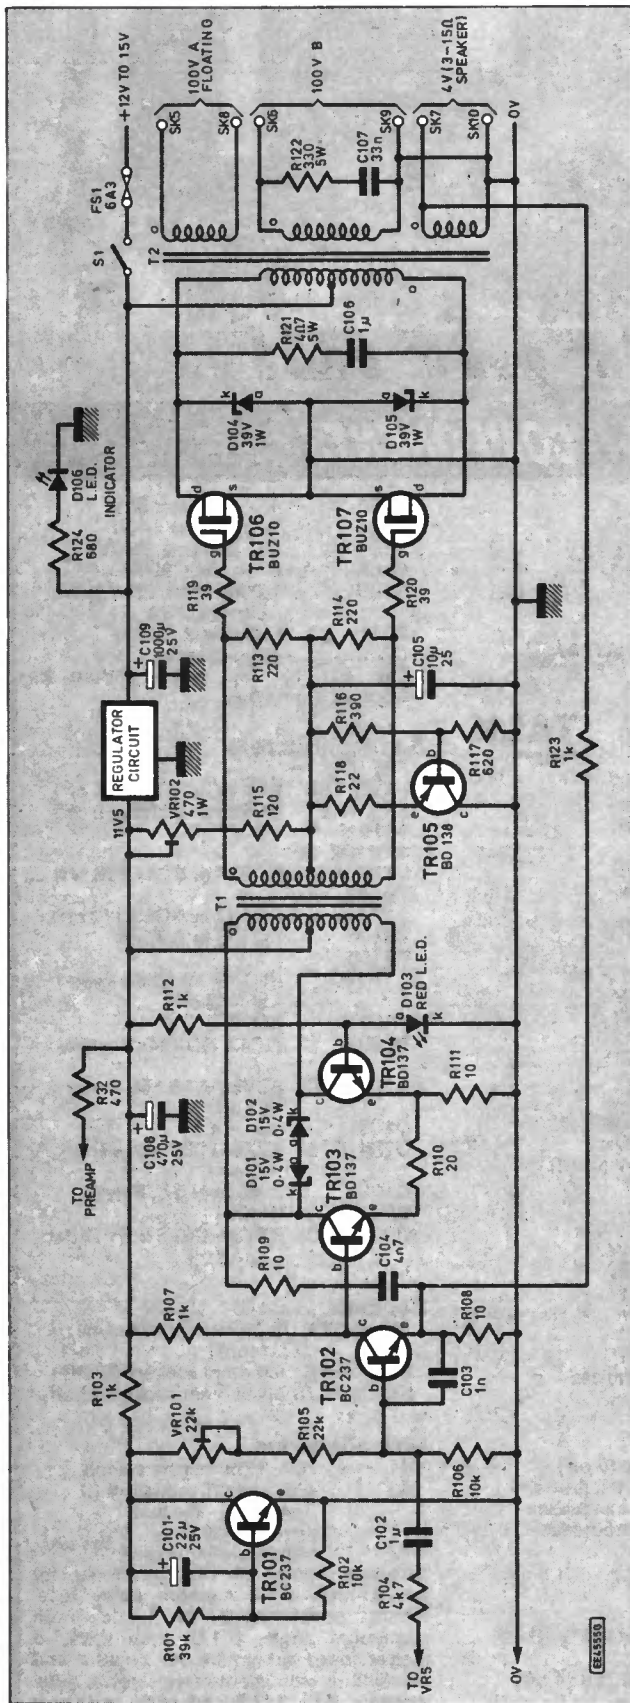 +12V TO 15V
FS1
6A3
S1
100V A
FLOATING
SK5
SK8
100V B
SK6
SK9
R122
330
5W
C107
33n
4V (3-15Ω
SPEAKER)
SK7
SK10
0V
T2
R121
4Ω7
5W
C106
1µ
D104
39V
1W
D105
39V
1W
D106
L.E.D.
INDICATOR
R124
680
TR106
BUZ10
d
s
g
TR107
BUZ10
s
d
g
R119
39
R120
39
R113
220
R114
220
C105
10µ
25
+
C109
1000µ
25V
+
REGULATOR
CIRCUIT
11V5
VR102
470
1W
R115
120
R116
390
R118
22
R117
620
TR105
BD138
b
e
c
R123
1k
T1
R112
1k
D103
RED L.E.D.
a
k
TR104
BD137
b
c
e
R111
10
R110
20
D102
15V
0·4W
D101
15V
0·4W
k
a
a
k
TR103
BD137
b
c
e
R32
470
TO
PREAMP
C108
470µ
25V
+
R109
10
C104
4n7
R107
1k
R108
10
C103
1n
TR102
BC237
b
c
e
R103
1k
VR101
22k
R105
22k
R106
10k
C102
1µ
R104
4k7
TO
VR5
TR101
BC237
b
c
e
C101
22µ
25V
+
R101
39k
R102
10k
0V
EE4555G
o
o
o
o
o
o
a
k
a
k